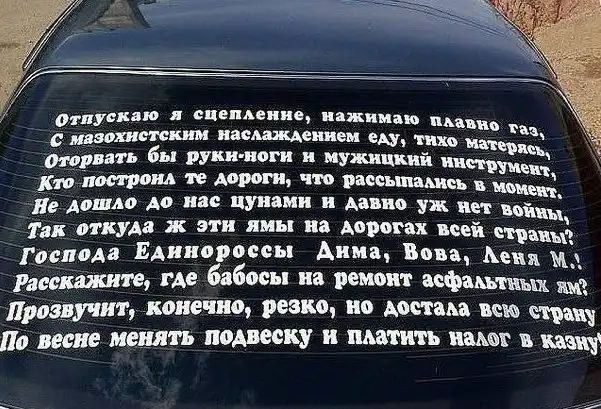 Отпускаю я сцепление, нажимаю плавно газ,
С мазохистским наслаждением еду, тихо матерясь,
Оторвать бы руки-ноги и мужицкий инструмент,
Кто построил те дороги, что рассыпались в момент.
Не дошло до нас цунами и давно уж нет войны,
Так откуда ж эти ямы на дорогах всей страны?
Господа Единороссы Дима, Вова, Леня М.!
Расскажите, где бабосы на ремонт асфальтных ям?
Прозвучит, конечно, резко, но достала всю страну
По весне менять подвеску и платить налог в казну!